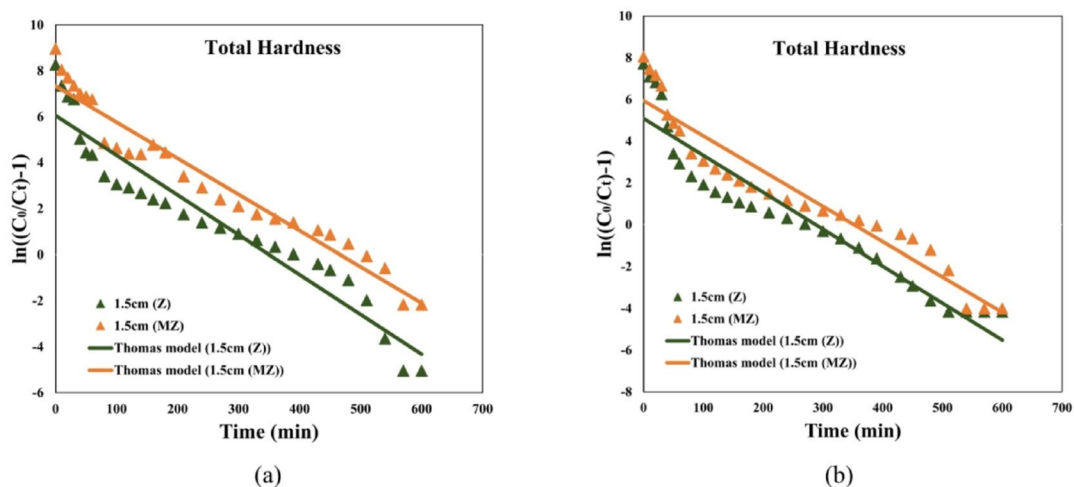 Total Hardness
10
8
6
4
2
0
-2
-4
-6
ln((C₀/Cₜ)-1)
1.5cm (Z)
1.5cm (MZ)
Thomas model (1.5cm (Z))
Thomas model (1.5cm (MZ))
0 100 200 300 400 500 600 700
Time (min)
(a)
Total Hardness
10
8
6
4
2
0
-2
-4
-6
-8
ln((C₀/Cₜ)-1)
1.5cm (Z)
1.5cm (MZ)
Thomas model (1.5cm (Z))
Thomas model (1.5cm (MZ))
0 100 200 300 400 500 600 700
Time (min)
(b)